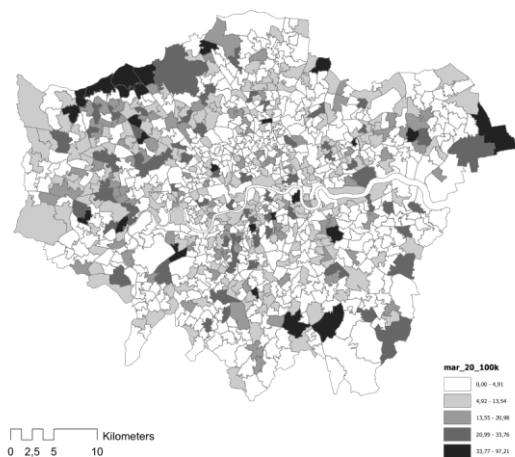 mar_20_100k
0,00 - 4,91
4,92 - 13,54
13,55 - 20,98
20,99 - 33,76
33,77 - 97,21
Kilometers
0 2,5 5 10